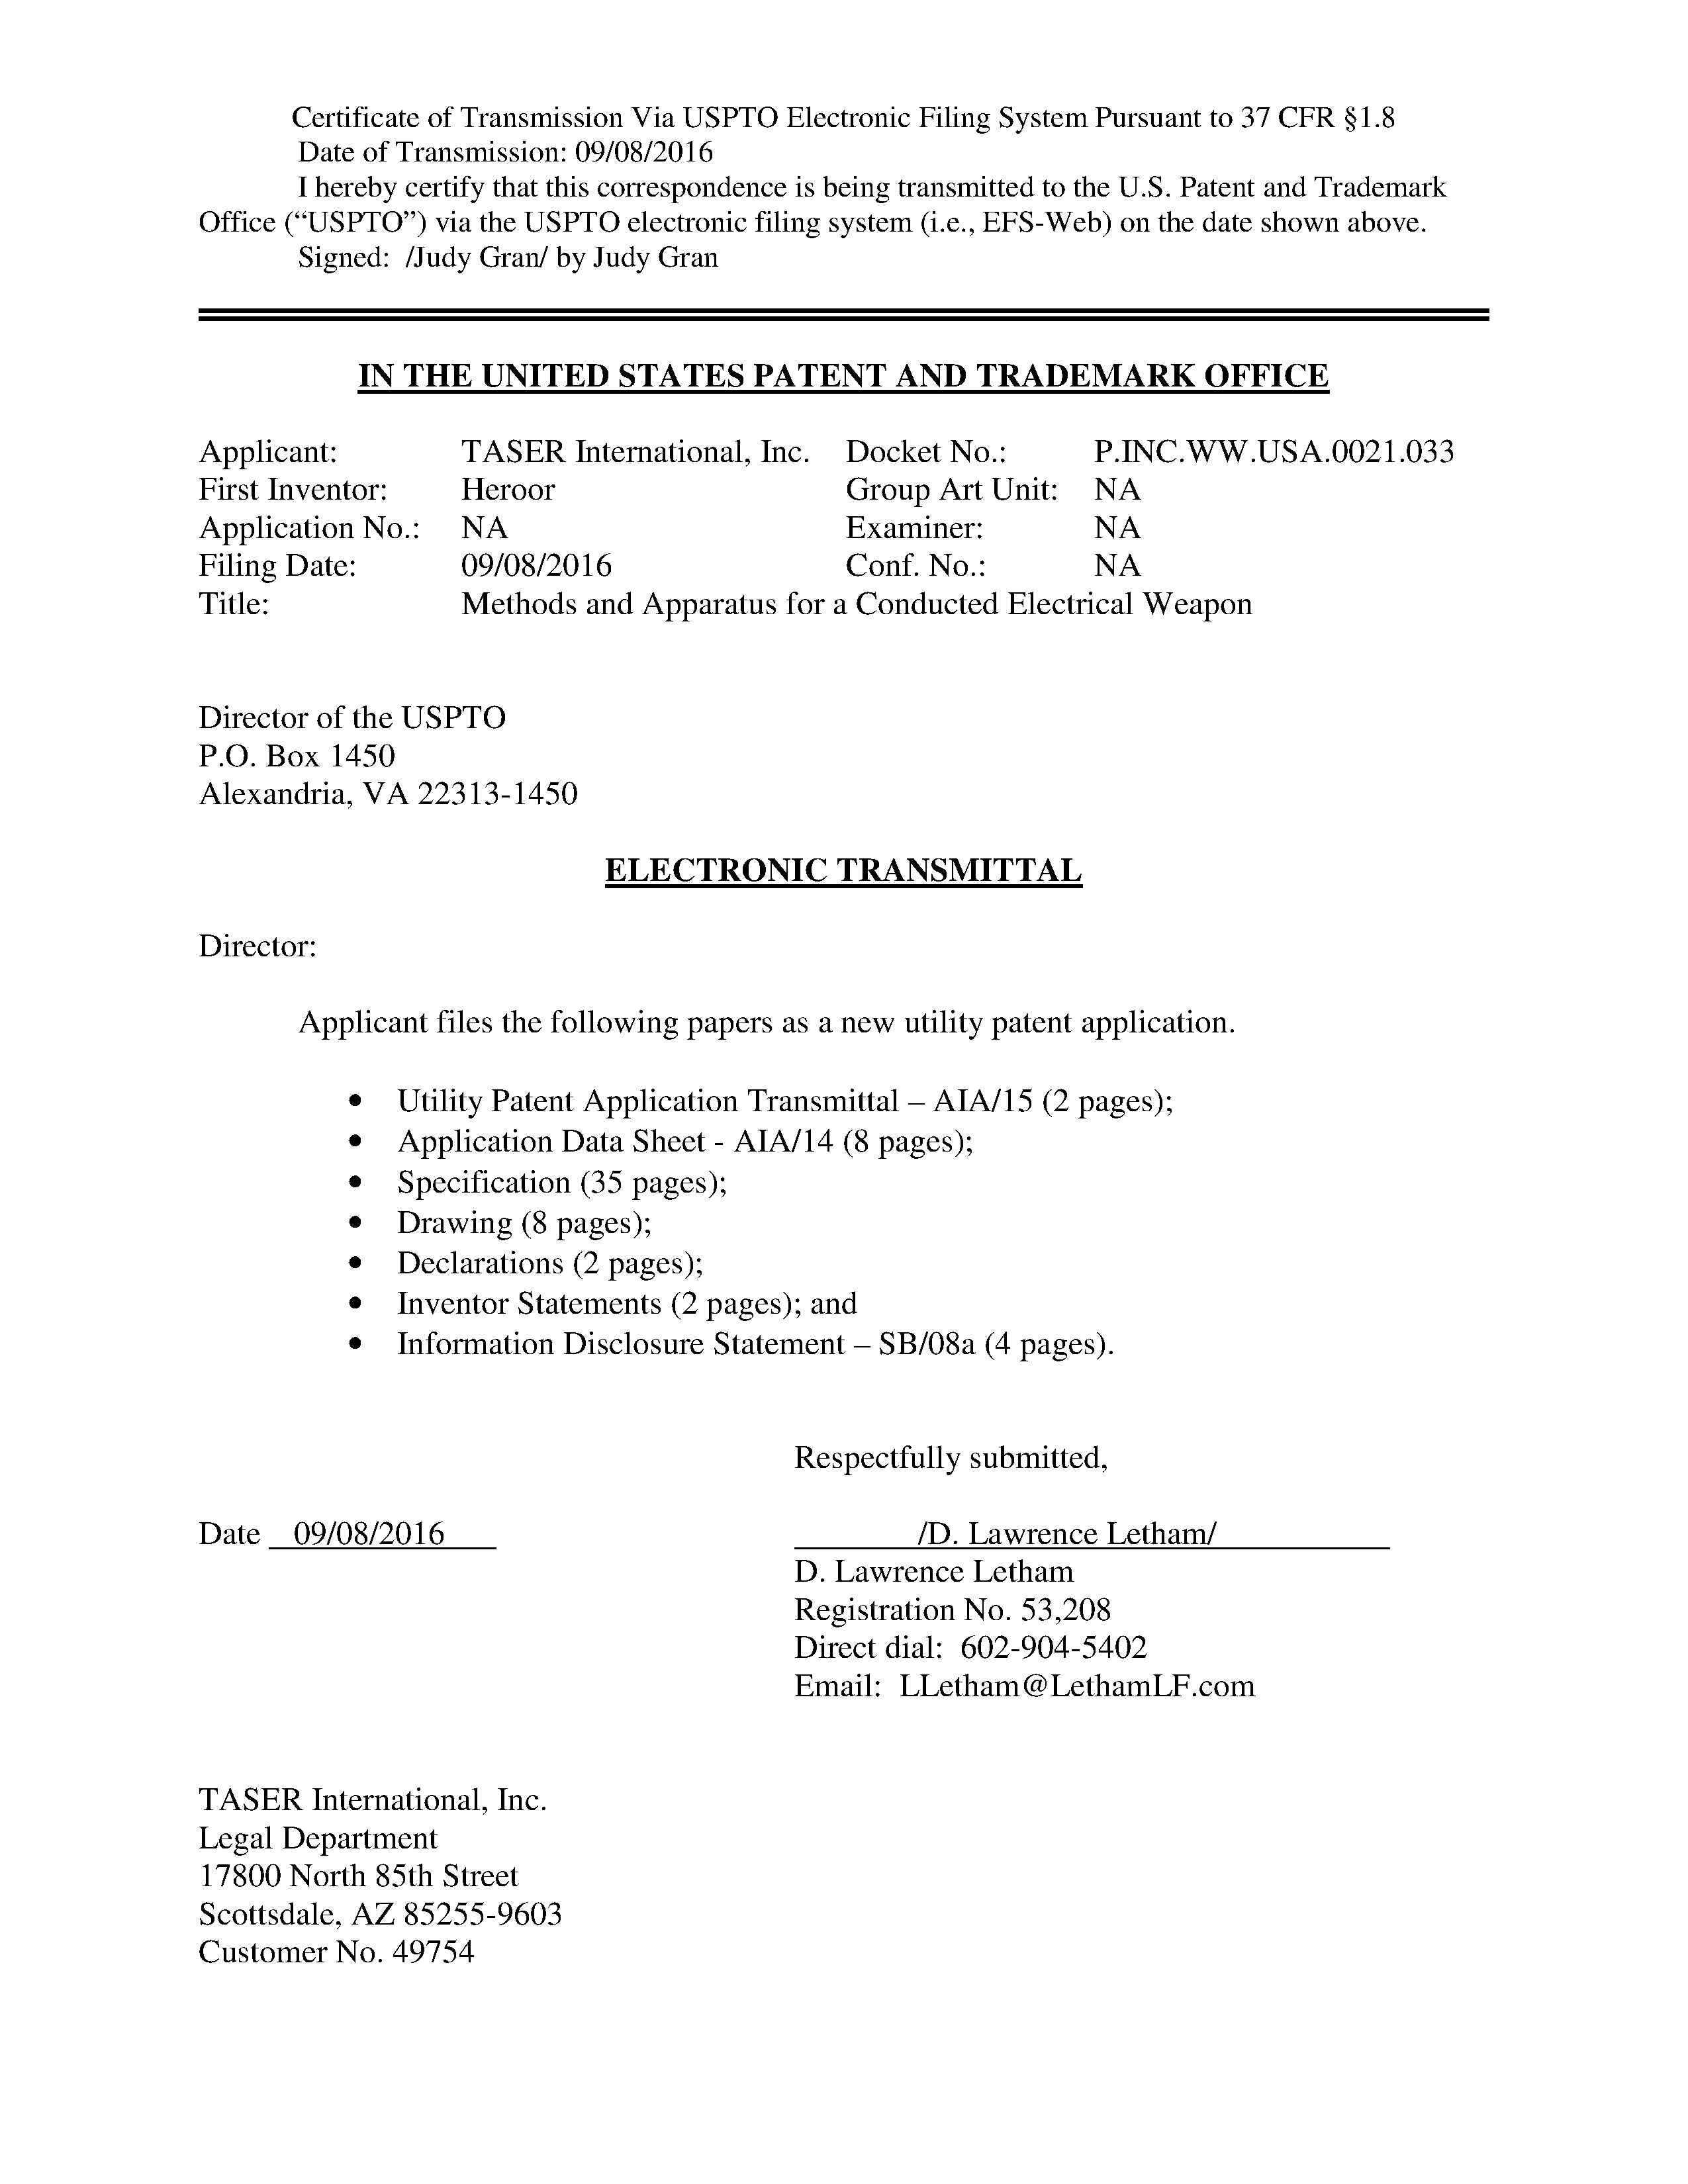 Certificate of Transmission Via USPTO Electronic Filing System Pursuant to 37 CFR §1.8
Date of Transmission: 09/08/2016
I hereby certify that this correspondence is being transmitted to the U.S. Patent and Trademark
Office (“USPTO”) via the USPTO electronic filing system (i.e., EFS-Web) on the date shown above.
Signed: /Judy Gran/ by Judy Gran
IN THE UNITED STATES PATENT AND TRADEMARK OFFICE
Applicant: TASER International, Inc. Docket No.: P.INC.WW.USA.0021.033
First Inventor: Heroor Group Art Unit: NA
Application No.: NA Examiner: NA
Filing Date: 09/08/2016 Conf. No.: NA
Title: Methods and Apparatus for a Conducted Electrical Weapon
Director of the USPTO
P.O. Box 1450
Alexandria, VA 22313-1450
ELECTRONIC TRANSMITTAL
Director:
Applicant files the following papers as a new utility patent application.
• Utility Patent Application Transmittal – AIA/15 (2 pages);
• Application Data Sheet - AIA/14 (8 pages);
• Specification (35 pages);
• Drawing (8 pages);
• Declarations (2 pages);
• Inventor Statements (2 pages); and
• Information Disclosure Statement – SB/08a (4 pages).
Respectfully submitted,
Date 09/08/2016 /D. Lawrence Letham/
D. Lawrence Letham
Registration No. 53,208
Direct dial: 602-904-5402
Email: LLetham@LethamLF.com
TASER International, Inc.
Legal Department
17800 North 85th Street
Scottsdale, AZ 85255-9603
Customer No. 49754